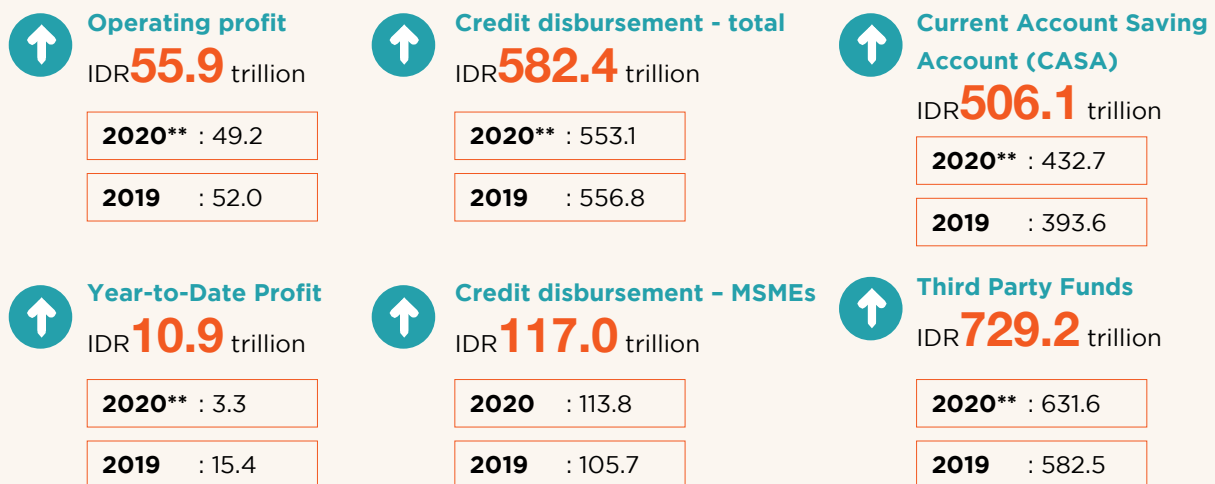 Operating profit
IDR55.9 trillion
2020** : 49.2
2019 : 52.0
Credit disbursement - total
IDR582.4 trillion
2020** : 553.1
2019 : 556.8
Current Account Saving
Account (CASA)
IDR506.1 trillion
2020** : 432.7
2019 : 393.6
Year-to-Date Profit
IDR10.9 trillion
2020** : 3.3
2019 : 15.4
Credit disbursement – MSMEs
IDR117.0 trillion
2020 : 113.8
2019 : 105.7
Third Party Funds
IDR729.2 trillion
2020** : 631.6
2019 : 582.5